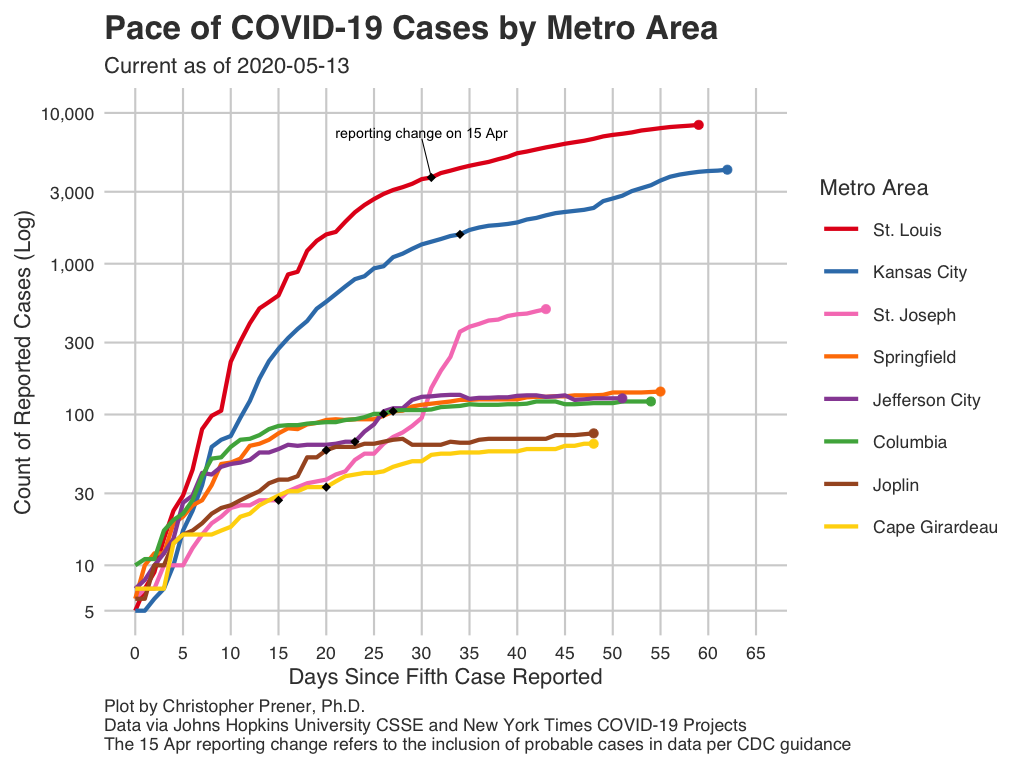 Pace of COVID-19 Cases by Metro Area
Current as of 2020-05-13
Count of Reported Cases (Log)
10,000
3,000
1,000
300
100
30
10
5
reporting change on 15 Apr
0 5 10 15 20 25 30 35 40 45 50 55 60 65
Days Since Fifth Case Reported
Metro Area
St. Louis
Kansas City
St. Joseph
Springfield
Jefferson City
Columbia
Joplin
Cape Girardeau
Plot by Christopher Prener, Ph.D.
Data via Johns Hopkins University CSSE and New York Times COVID-19 Projects
The 15 Apr reporting change refers to the inclusion of probable cases in data per CDC guidance